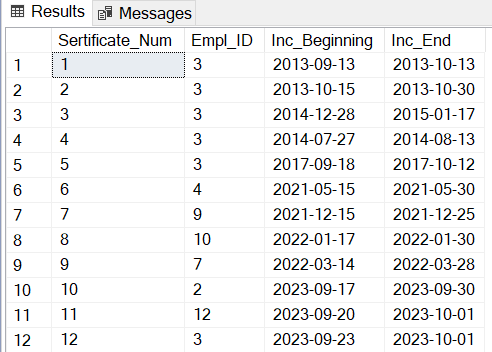 Results Messages
Sertificate_Num Empl_ID Inc_Beginning Inc_End
1 1 3 2013-09-13 2013-10-13
2 2 3 2013-10-15 2013-10-30
3 3 3 2014-12-28 2015-01-17
4 4 3 2014-07-27 2014-08-13
5 5 3 2017-09-18 2017-10-12
6 6 4 2021-05-15 2021-05-30
7 7 9 2021-12-15 2021-12-25
8 8 10 2022-01-17 2022-01-30
9 9 7 2022-03-14 2022-03-28
10 10 2 2023-09-17 2023-09-30
11 11 12 2023-09-20 2023-10-01
12 12 3 2023-09-23 2023-10-01